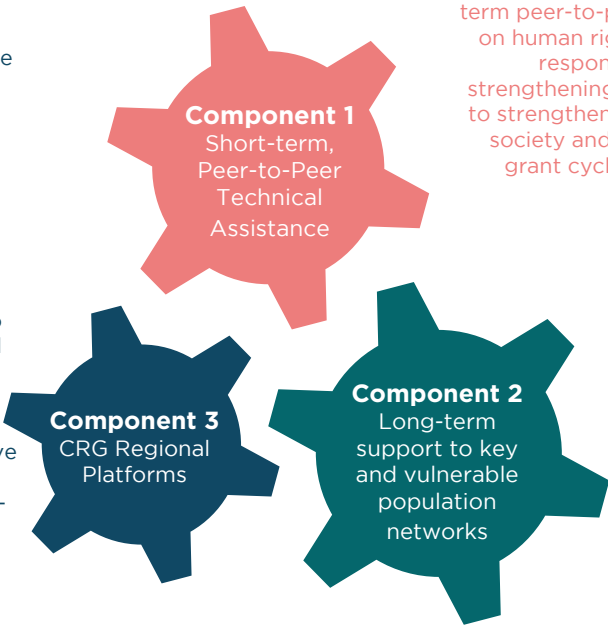 term peer-to-p
on human rig
respon
strengthening
to strengthen
society and
grant cycl
e
Component 1
Short-term,
Peer-to-Peer
Technical
Assistance
Component 3
CRG Regional
Platforms
ve
-
Component 2
Long-term
support to key
and vulnerable
population
networks